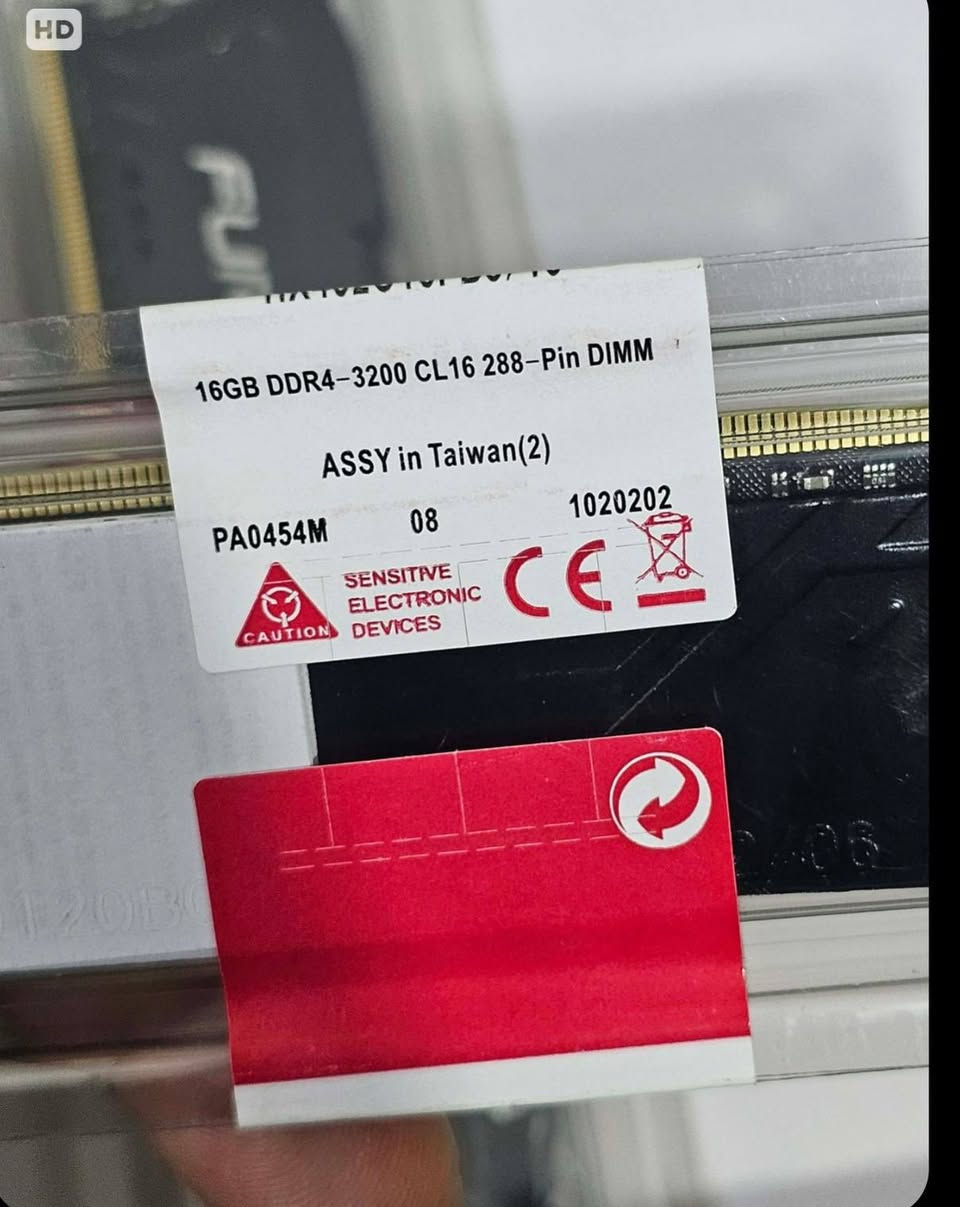 HD
FUR
16GB DDR4-3200 CL16 288-Pin DIMM
ASSY in Taiwan(2)
PA0454M 08 1020202
CAUTION
SENSITIVE
ELECTRONIC
DEVICES
CE